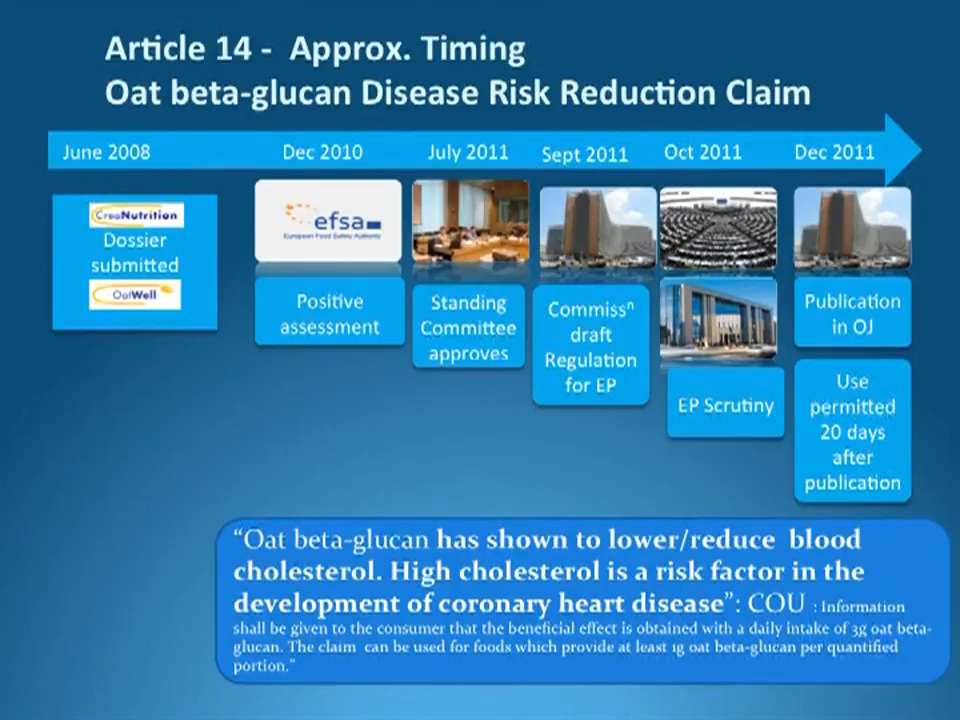 Article 14 - Approx. Timing
Oat beta-glucan Disease Risk Reduction Claim
June 2008
Dec 2010
July 2011
Sept 2011
Oct 2011
Dec 2011
CreaNutrition
Dossier
submitted
OatWell
efsa
European Food Safety Authority
Positive
assessment
Standing
Committee
approves
Commissⁿ
draft
Regulation
for EP
EP Scrutiny
Publication
in OJ
Use
permitted
20 days
after
publication
“Oat beta-glucan has shown to lower/reduce blood
cholesterol. High cholesterol is a risk factor in the
development of coronary heart disease”: COU : Information
shall be given to the consumer that the beneficial effect is obtained with a daily intake of 3g oat beta-
glucan. The claim can be used for foods which provide at least 1g oat beta-glucan per quantified
portion.”